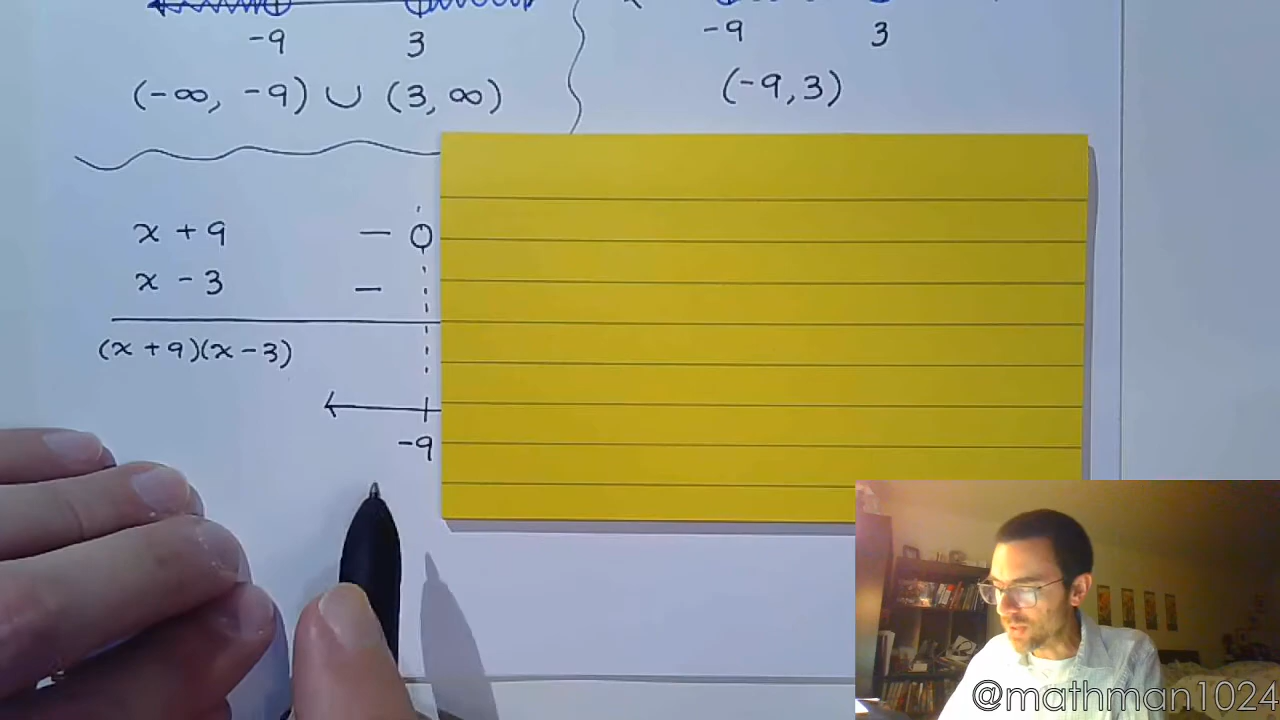 -9 3
(-∞, -9) ∪ (3, ∞)
-9 3
(-9, 3)
x + 9 - 0
x - 3 -
(x + 9)(x - 3)
-9
@mathman1024